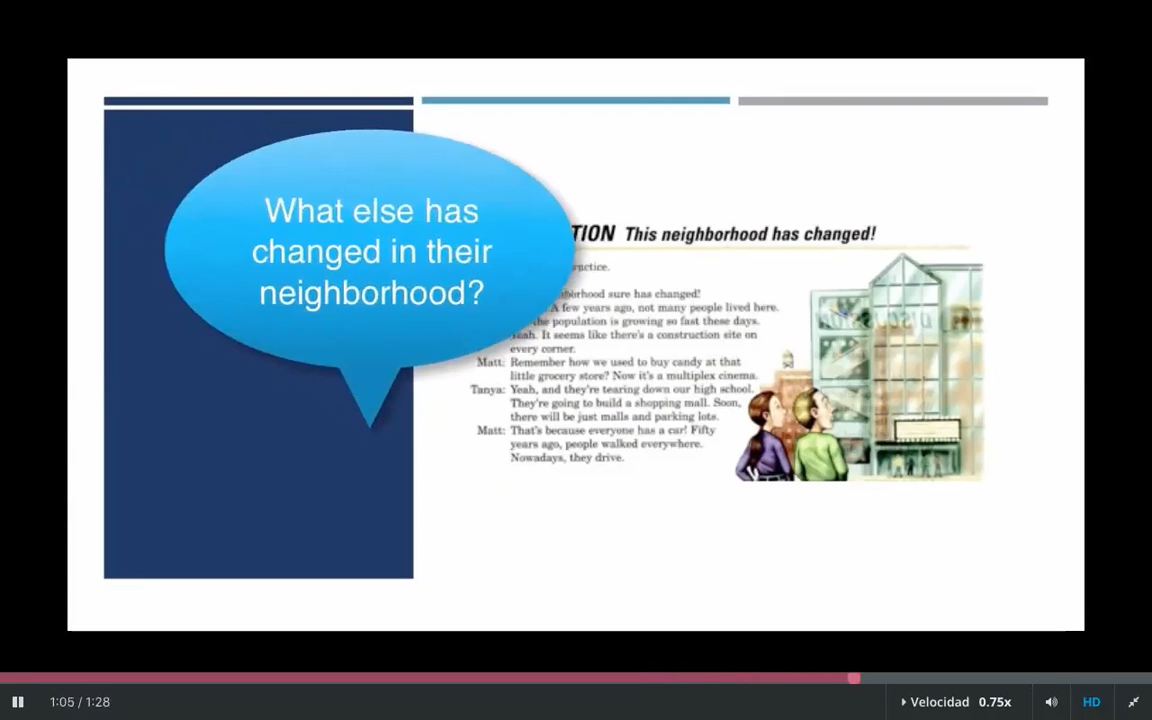 What else has
changed in their
neighborhood?
TION This neighborhood has changed!
sure has changed!
A few years ago, not many people lived here.
the population is growing so fast these days.
Yeah. It seems like there's a construction site on
every corner.
Matt: Remember how we used to buy candy at that
little grocery store? Now it's a multiplex cinema.
Tanya: Yeah, and they're tearing down our high school.
They're going to build a shopping mall. Soon,
there will be just malls and parking lots.
Matt: That's because everyone has a car! Fifty
years ago, people walked everywhere.
Nowadays, they drive.
1:05 / 1:28
Velocidad 0.75x
HD